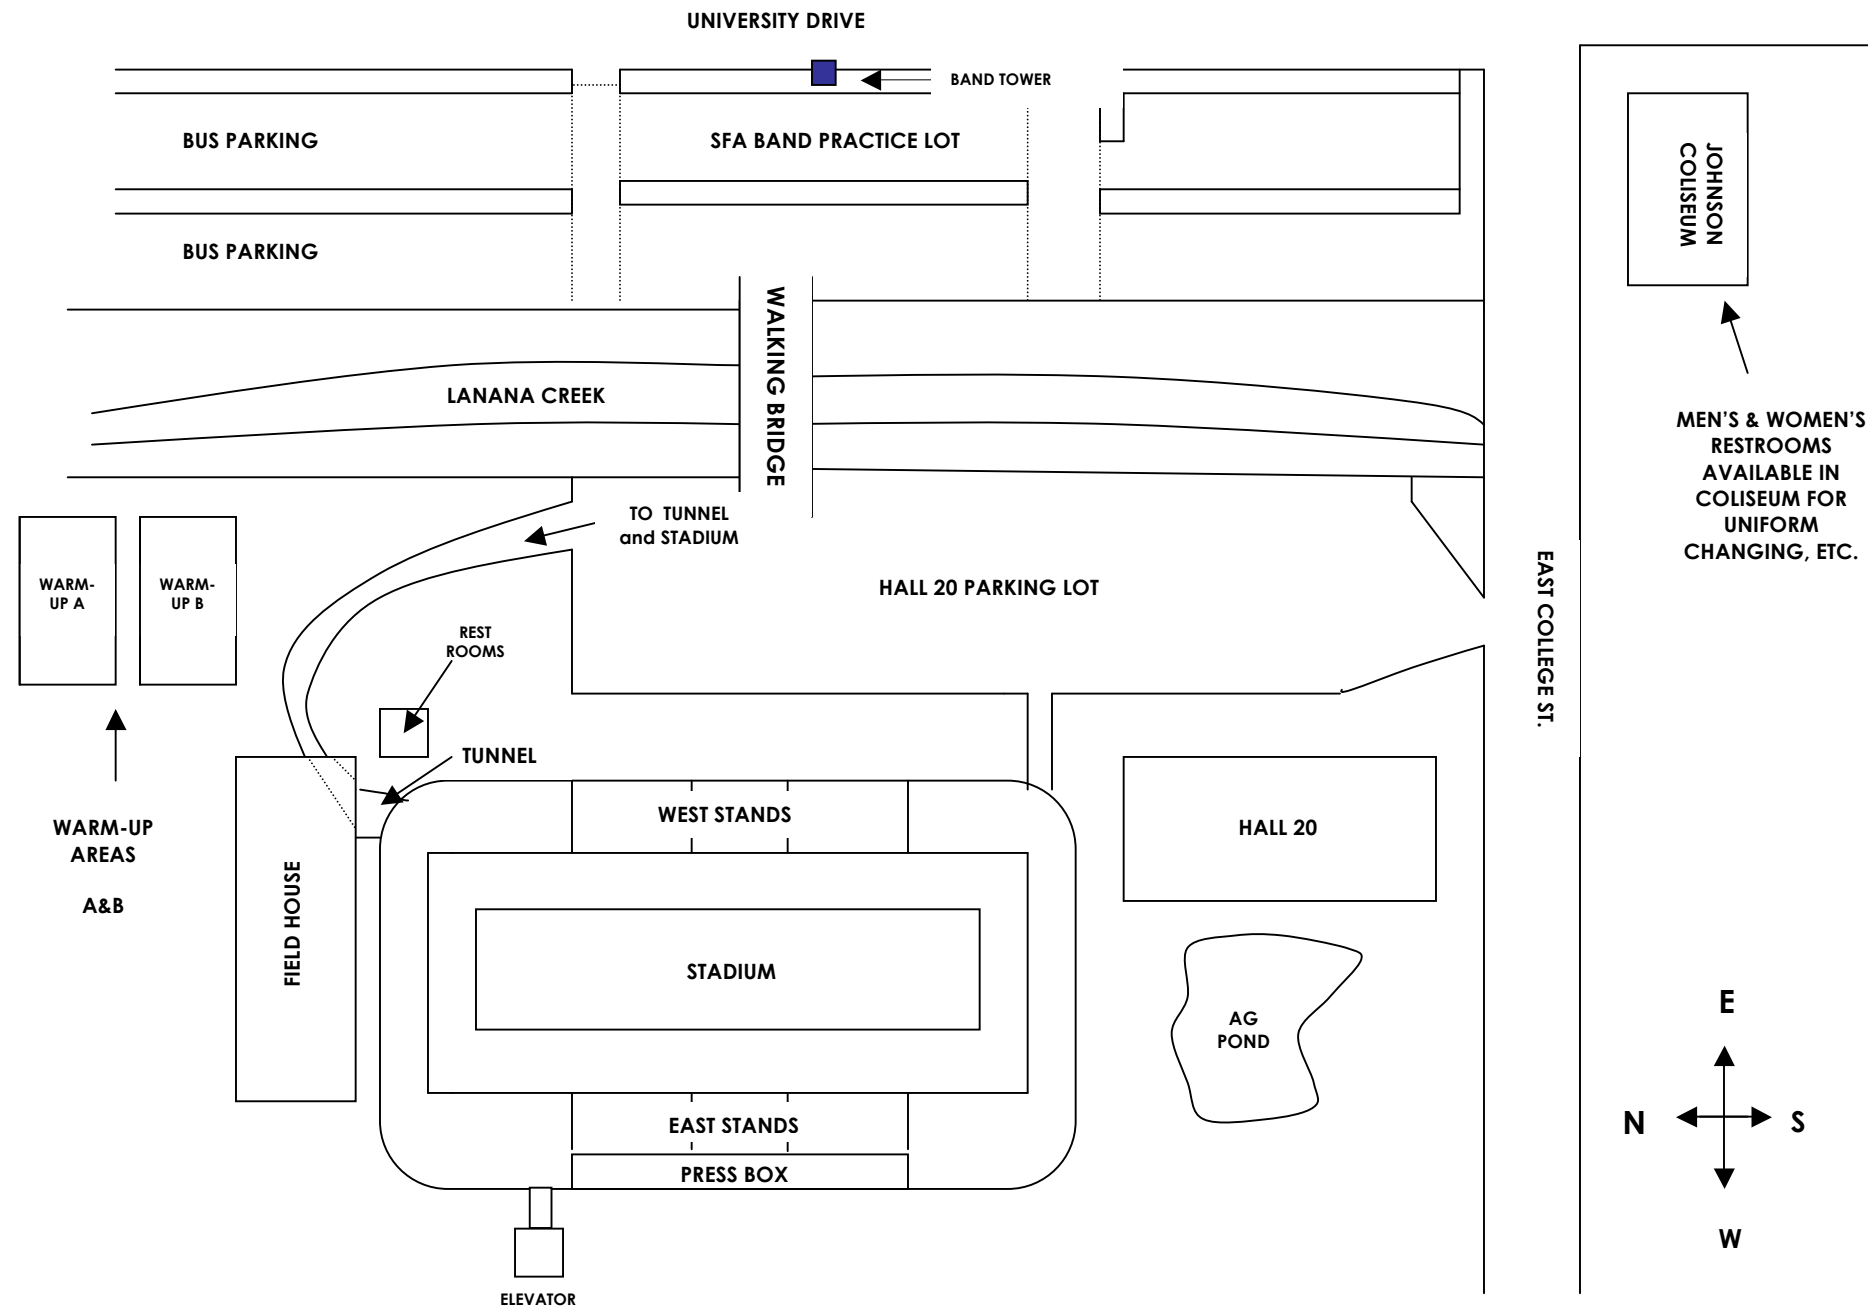 UNIVERSITY DRIVE
BAND TOWER
BUS PARKING
SFA BAND PRACTICE LOT
JOHNSON
COLISEUM
BUS PARKING
WALKING BRIDGE
LANANA CREEK
MEN'S & WOMEN'S
RESTROOMS
AVAILABLE IN
COLISEUM FOR
UNIFORM
CHANGING, ETC.
TO TUNNEL
and STADIUM
WARM-
UP A
WARM-
UP B
HALL 20 PARKING LOT
EAST COLLEGE ST.
REST
ROOMS
TUNNEL
WARM-UP
AREAS
A&B
WEST STANDS
HALL 20
FIELD HOUSE
STADIUM
AG
POND
EAST STANDS
PRESS BOX
ELEVATOR
E
N
S
W